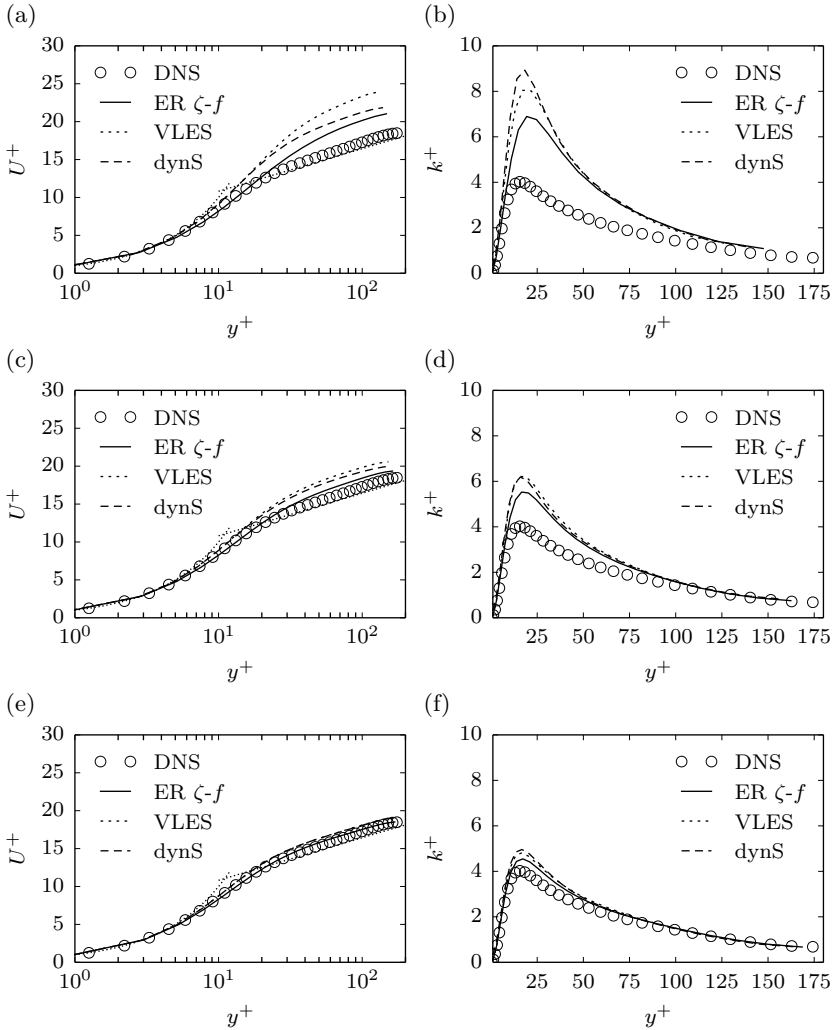 (a)
30
25
20
15
10
5
0
U+
DNS
ER ζ-f
VLES
dynS
10^0 10^1 10^2
y+
(b)
10
8
6
4
2
0
k+
DNS
ER ζ-f
VLES
dynS
25 50 75 100 125 150 175
y+
(c)
30
25
20
15
10
5
0
U+
DNS
ER ζ-f
VLES
dynS
10^0 10^1 10^2
y+
(d)
10
8
6
4
2
0
k+
DNS
ER ζ-f
VLES
dynS
25 50 75 100 125 150 175
y+
(e)
30
25
20
15
10
5
0
U+
DNS
ER ζ-f
VLES
dynS
10^0 10^1 10^2
y+
(f)
10
8
6
4
2
0
k+
DNS
ER ζ-f
VLES
dynS
25 50 75 100 125 150 175
y+